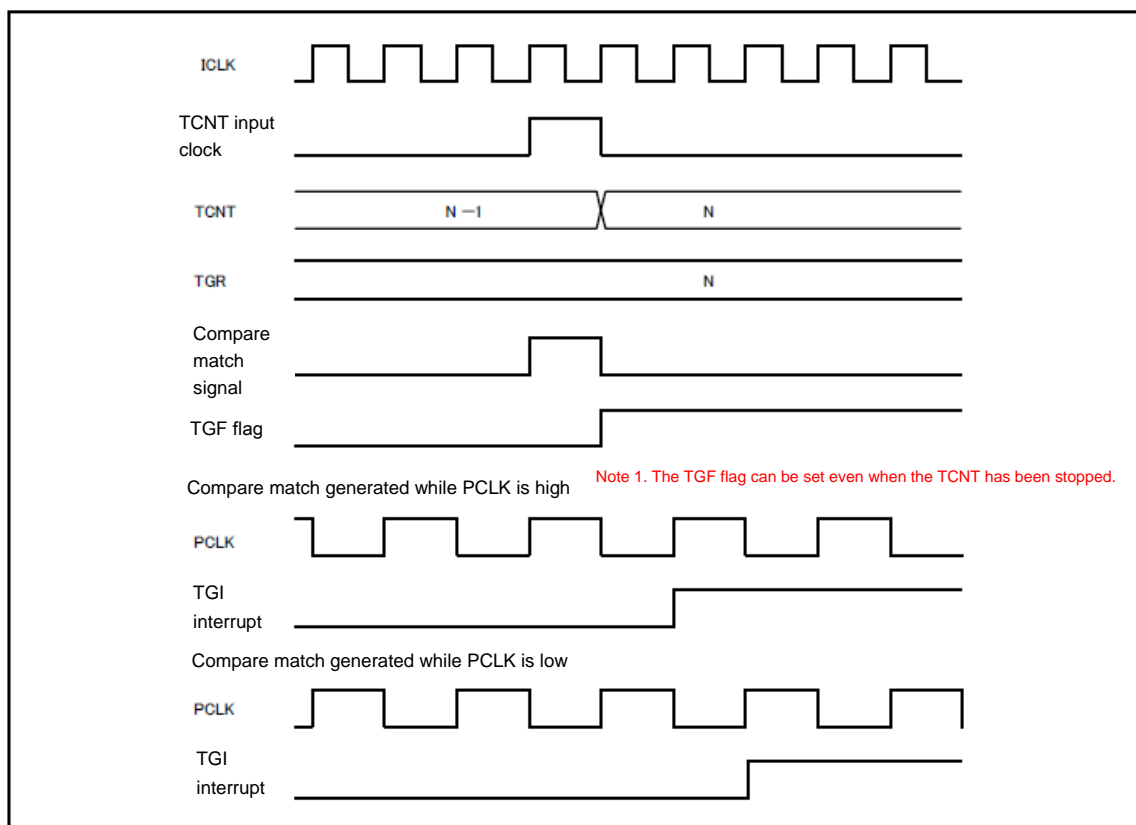 ICLK
TCNT input
clock
TCNT
N －1
N
TGR
N
Compare
match
signal
TGF flag
Compare match generated while PCLK is high
Note 1. The TGF flag can be set even when the TCNT has been stopped.
PCLK
TGI
interrupt
Compare match generated while PCLK is low
PCLK
TGI
interrupt